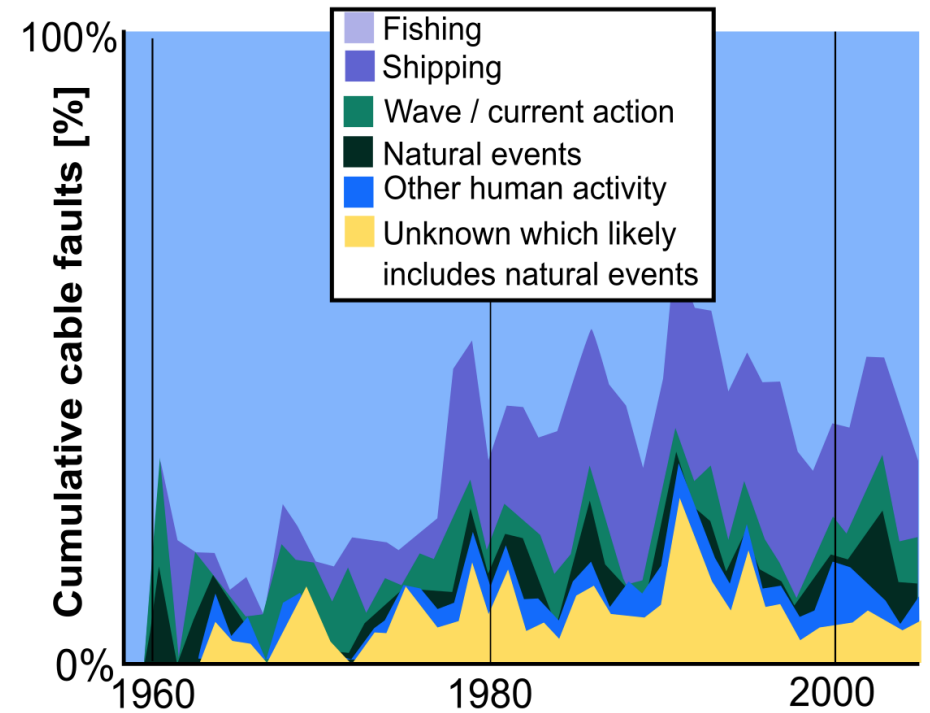 100%
Fishing
Shipping
Wave / current action
Natural events
Other human activity
Unknown which likely
includes natural events
Cumulative cable faults [%]
0%
1960
1980
2000